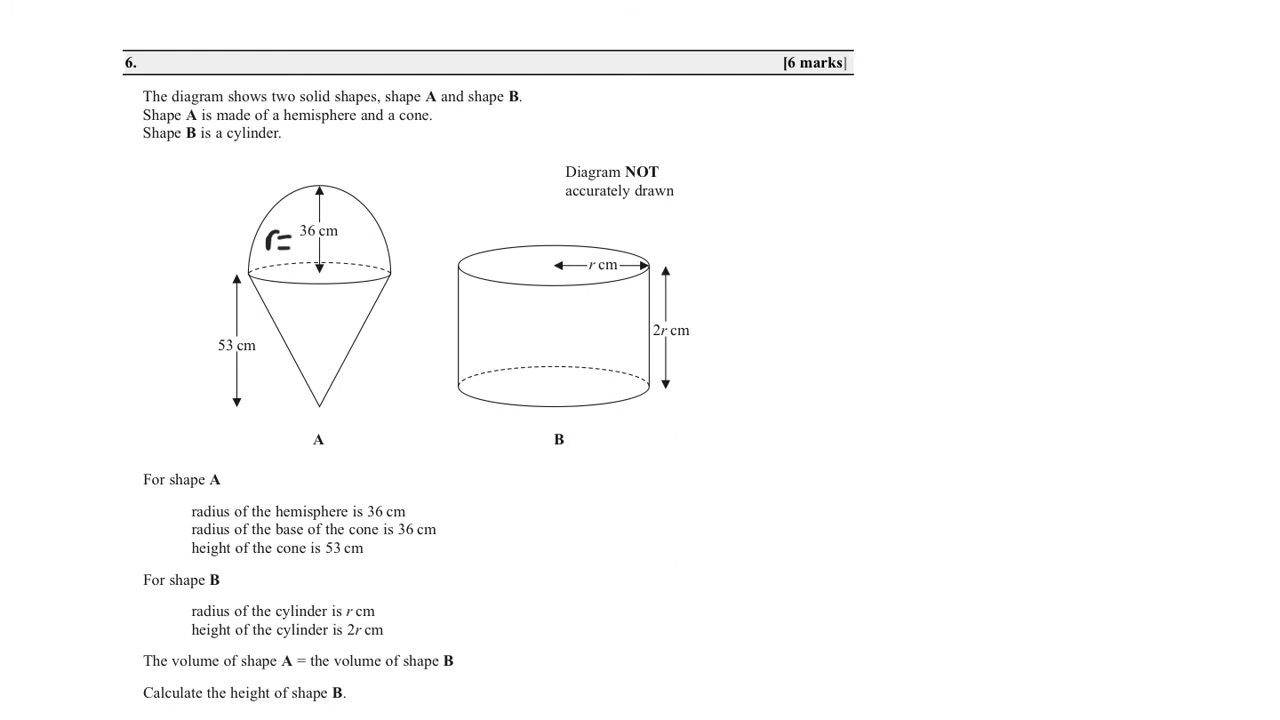 6. [6 marks]
The diagram shows two solid shapes, shape A and shape B.
Shape A is made of a hemisphere and a cone.
Shape B is a cylinder.
Diagram NOT
accurately drawn
r= 36 cm
r cm
2r cm
53 cm
A
B
For shape A
radius of the hemisphere is 36 cm
radius of the base of the cone is 36 cm
height of the cone is 53 cm
For shape B
radius of the cylinder is r cm
height of the cylinder is 2r cm
The volume of shape A = the volume of shape B
Calculate the height of shape B.